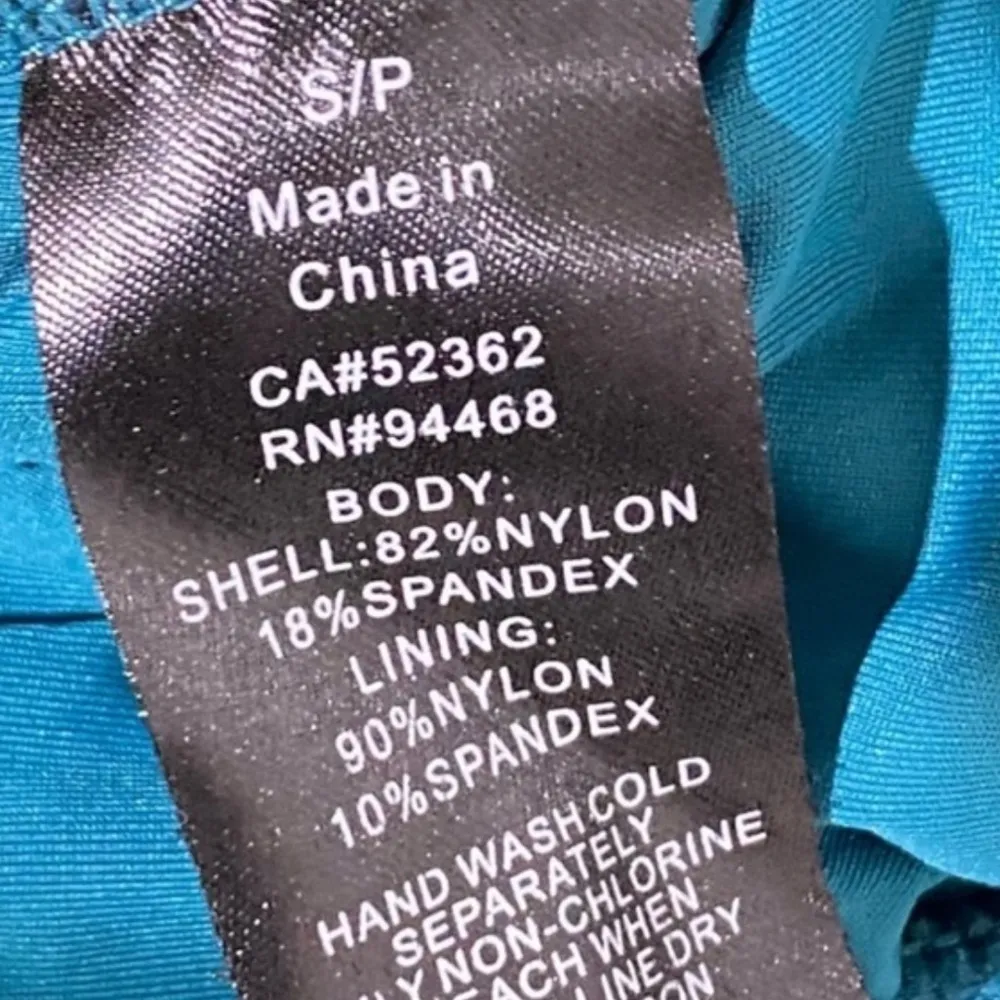 S/P
Made in
China
CA#52362
RN#94468
BODY:
SHELL:82%NYLON
18%SPANDEX
LINING:
90%NYLON
10%SPANDEX
HAND WASH COLD
SEPARATELY
NON-CHLORINE
WHEN
LINE DRY